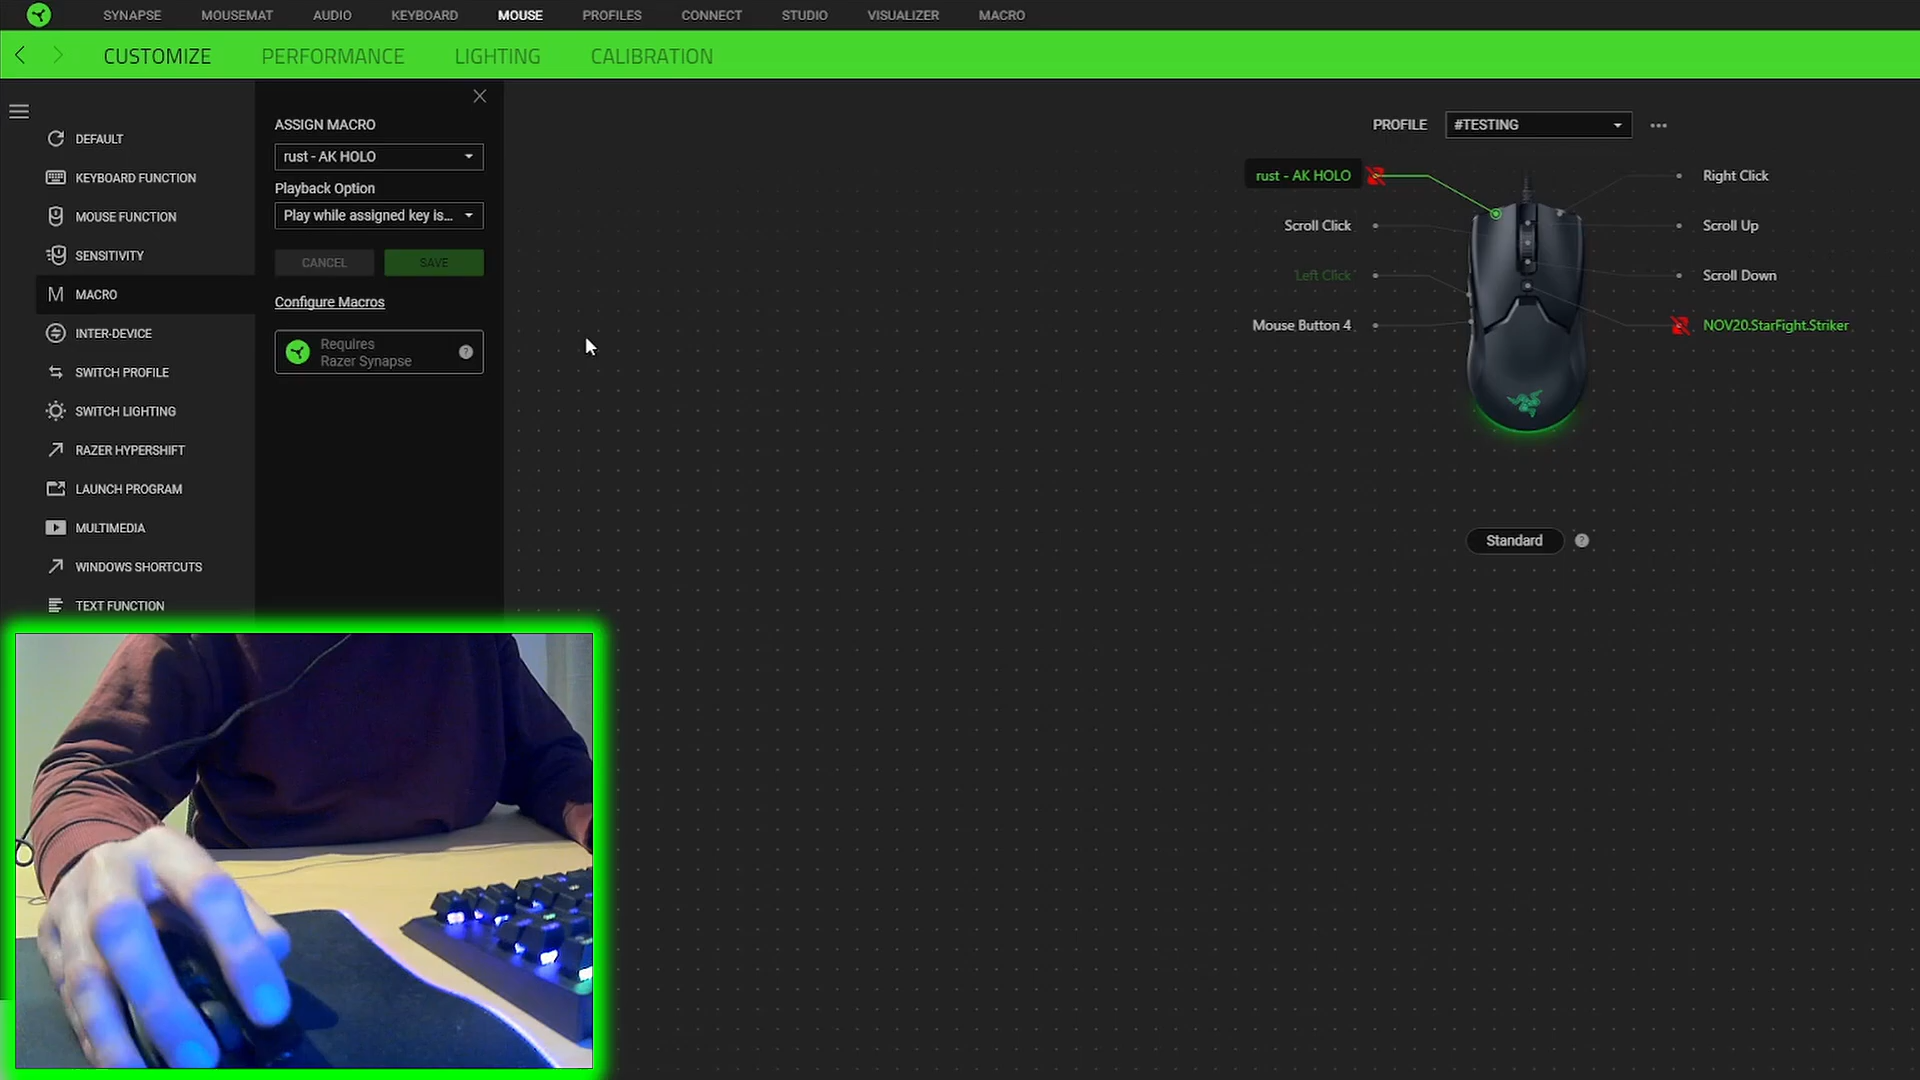 SYNAPSE MOUSEMAT AUDIO KEYBOARD MOUSE PROFILES CONNECT STUDIO VISUALIZER MACRO
CUSTOMIZE PERFORMANCE LIGHTING CALIBRATION
DEFAULT
KEYBOARD FUNCTION
MOUSE FUNCTION
SENSITIVITY
MACRO
INTER-DEVICE
SWITCH PROFILE
SWITCH LIGHTING
RAZER HYPERSHIFT
LAUNCH PROGRAM
MULTIMEDIA
WINDOWS SHORTCUTS
TEXT FUNCTION
ASSIGN MACRO
rust - AK HOLO
Playback Option
Play while assigned key is...
CANCEL SAVE
Configure Macros
Requires
Razer Synapse
?
PROFILE #TESTING
rust - AK HOLO
Scroll Click
Left Click
Mouse Button 4
Right Click
Scroll Up
Scroll Down
NOV20.StarFight.Striker
Standard ?